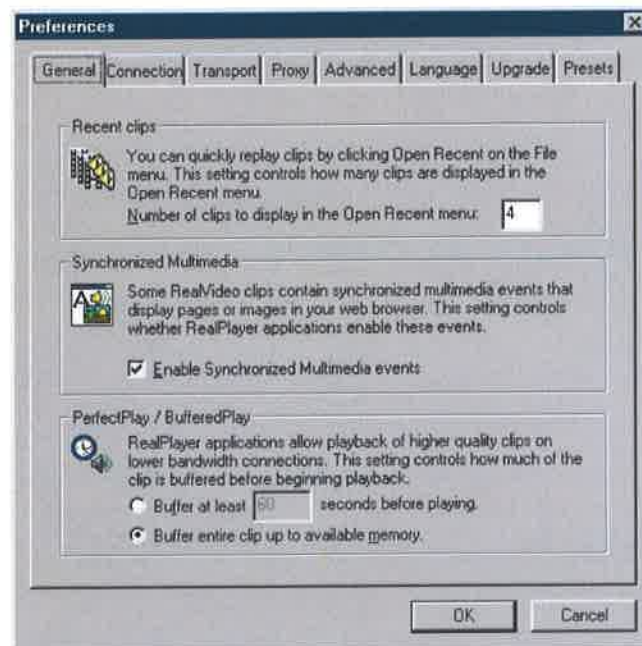 Preferences
General Connection Transport Proxy Advanced Language Upgrade Presets
Recent clips
You can quickly replay clips by clicking Open Recent on the File
menu. This setting controls how many clips are displayed in the
Open Recent menu.
Number of clips to display in the Open Recent menu: 4
Synchronized Multimedia
Some RealVideo clips contain synchronized multimedia events that
display pages or images in your web browser. This setting controls
whether RealPlayer applications enable these events.
Enable Synchronized Multimedia events
PerfectPlay / BufferedPlay
RealPlayer applications allow playback of higher quality clips on
lower bandwidth connections. This setting controls how much of the
clip is buffered before beginning playback.
Buffer at least 60 seconds before playing.
Buffer entire clip up to available memory.
OK Cancel